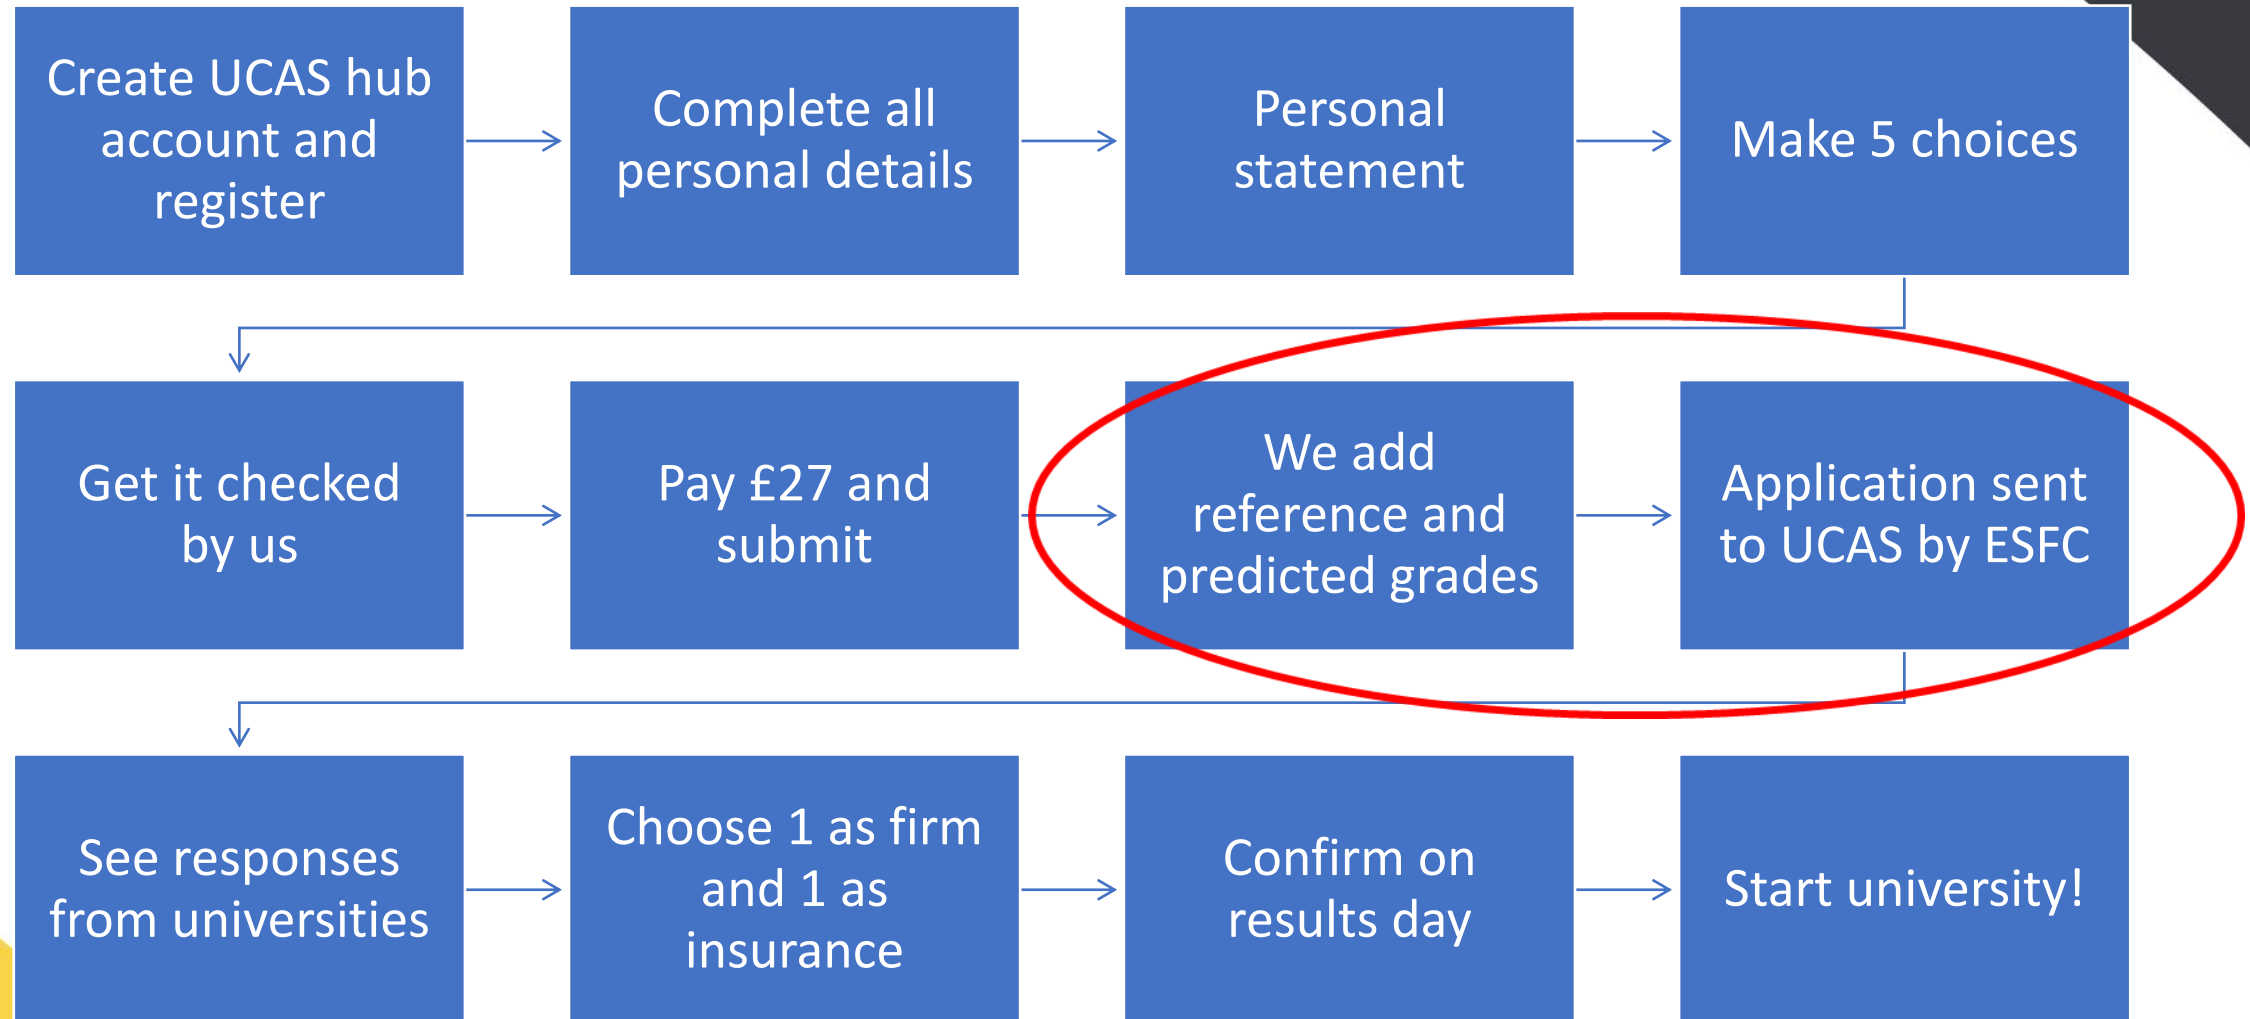 Create UCAS hub
account and
register
Complete all
personal details
Personal
statement
Make 5 choices
Get it checked
by us
Pay £27 and
submit
We add
reference and
predicted grades
Application sent
to UCAS by ESFC
See responses
from universities
Choose 1 as firm
and 1 as
insurance
Confirm on
results day
Start university!